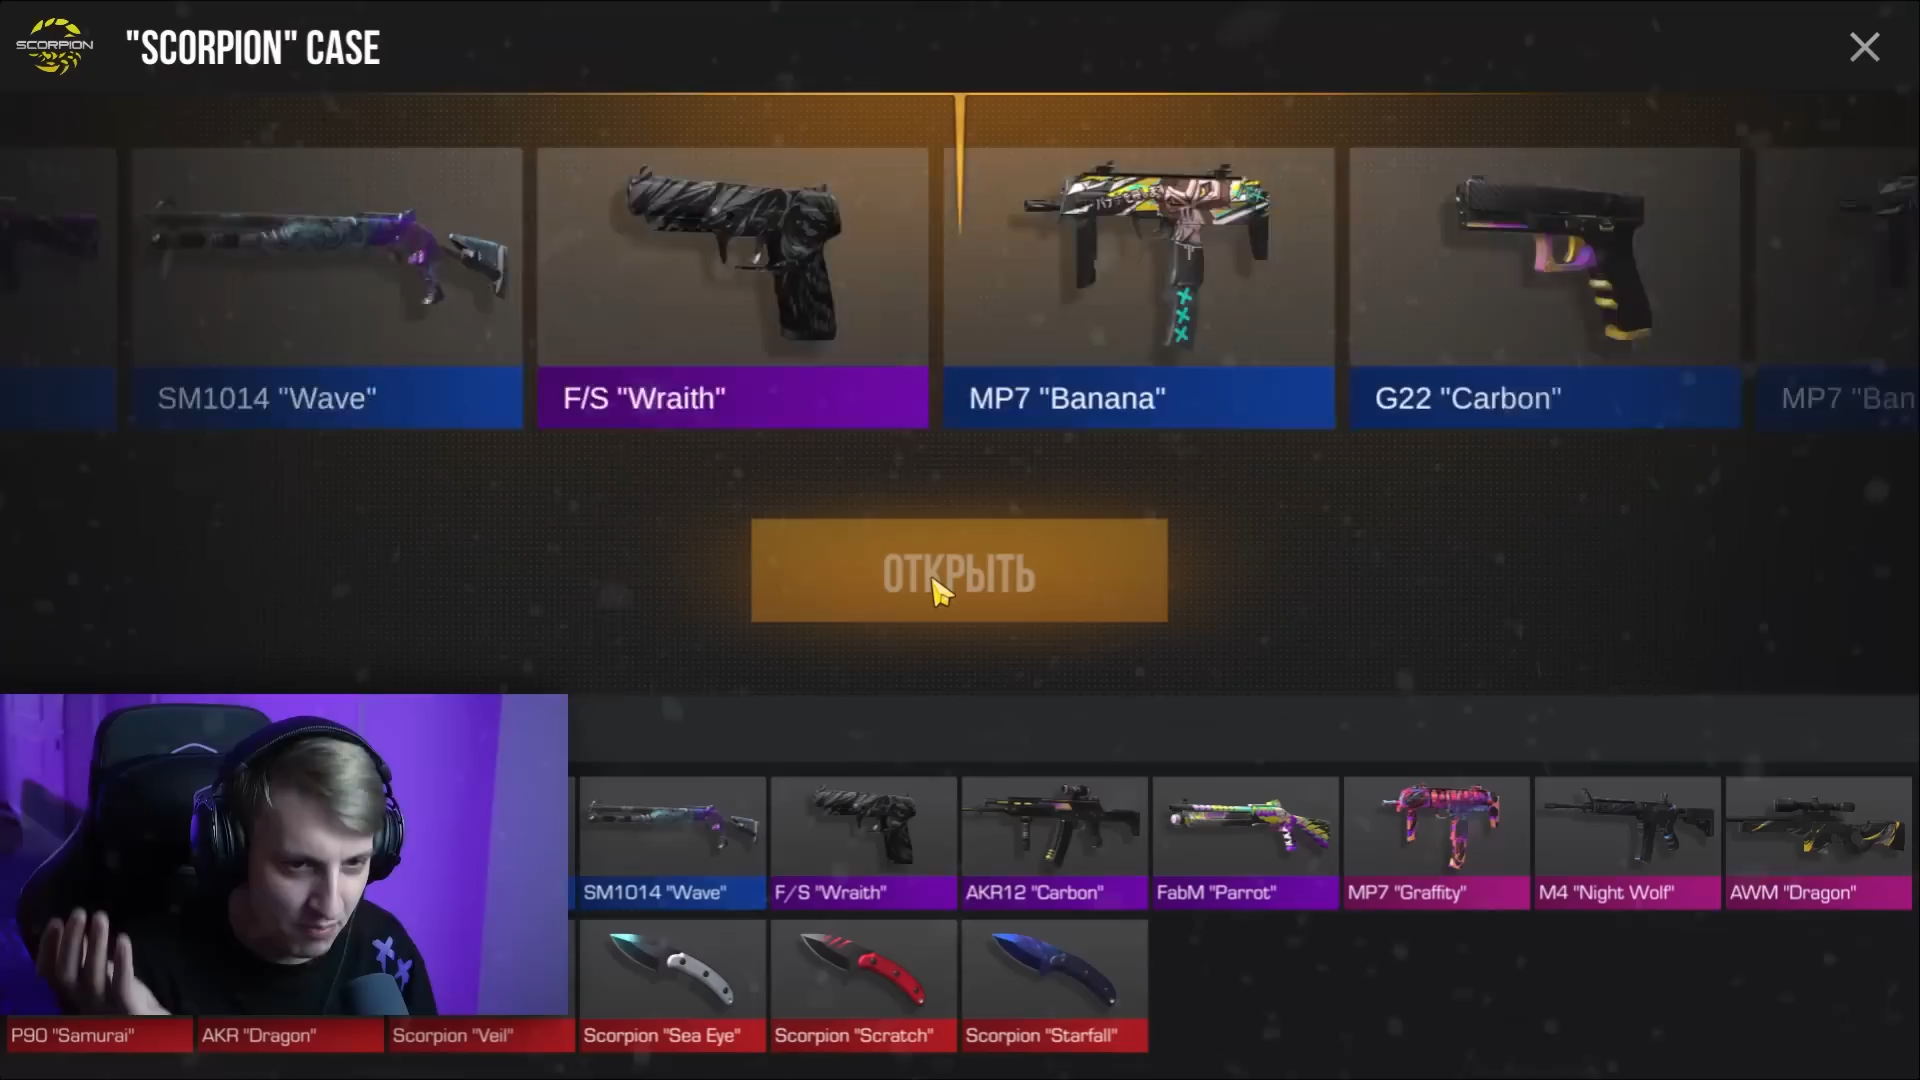 SCORPION
"SCORPION" CASE
SM1014 "Wave"
F/S "Wraith"
MP7 "Banana"
G22 "Carbon"
MP7 "Ban
ОТКРЫТЬ
SM1014 "Wave"
F/S "Wraith"
AKR12 "Carbon"
FabM "Parrot"
MP7 "Graffity"
M4 "Night Wolf"
AWM "Dragon"
P90 "Samurai"
AKR "Dragon"
Scorpion "Veil"
Scorpion "Sea Eye"
Scorpion "Scratch"
Scorpion "Starfall"